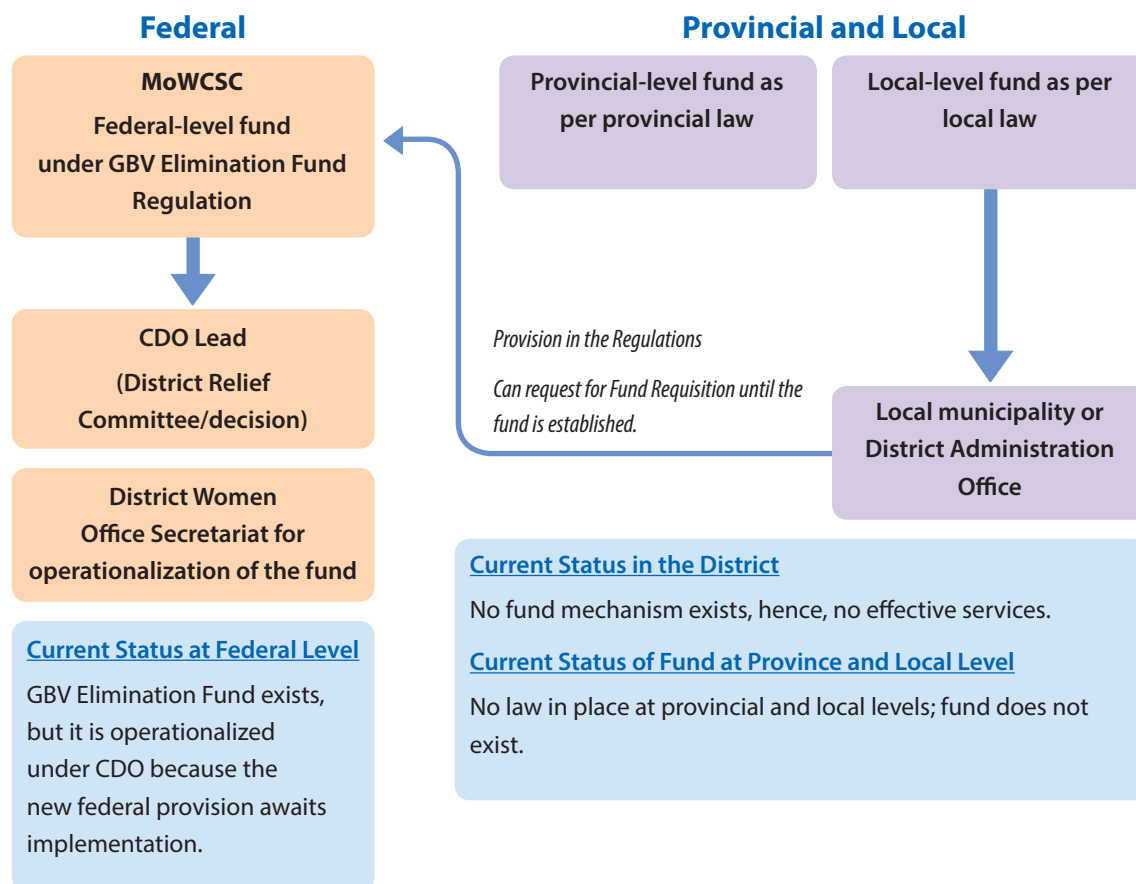 Federal
MoWCSC
Federal-level fund
under GBV Elimination Fund
Regulation
CDO Lead
(District Relief
Committee/decision)
District Women
Office Secretariat for
operationalization of the fund
Current Status at Federal Level
GBV Elimination Fund exists,
but it is operationalized
under CDO because the
new federal provision awaits
implementation.
Provincial and Local
Provincial-level fund as
per provincial law
Local-level fund as per
local law
Provision in the Regulations
Can request for Fund Requisition until the
fund is established.
Local municipality or
District Administration
Office
Current Status in the District
No fund mechanism exists, hence, no effective services.
Current Status of Fund at Province and Local Level
No law in place at provincial and local levels; fund does not
exist.